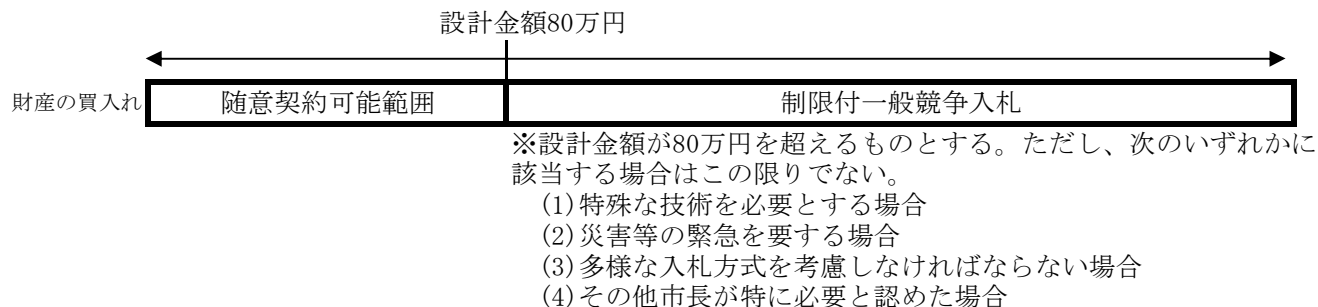 設計金額80万円
財産の買入れ 随意契約可能範囲 制限付一般競争入札
※設計金額が80万円を超えるものとする。ただし、次のいずれかに
該当する場合はこの限りでない。
(1)特殊な技術を必要とする場合
(2)災害等の緊急を要する場合
(3)多様な入札方式を考慮しなければならない場合
(4)その他市長が特に必要と認めた場合